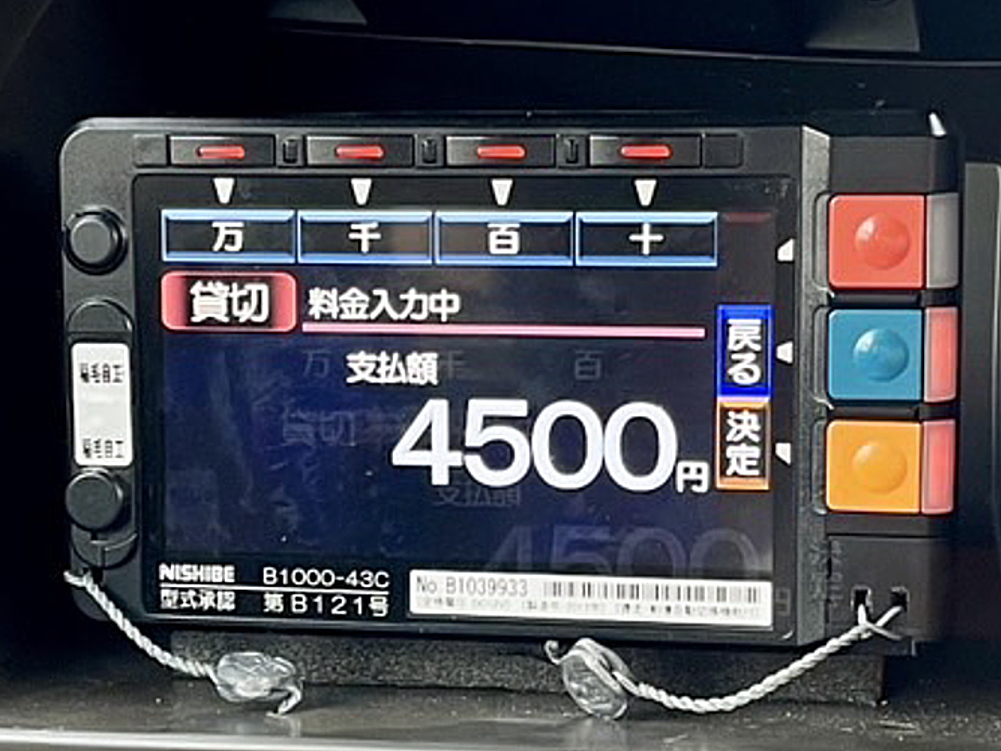 万 千 百 十
貸切 料金入力中
支払額
4500円
戻る
決定
NISHIBE B1000-43C
型式承認 第B121号
No B1039933